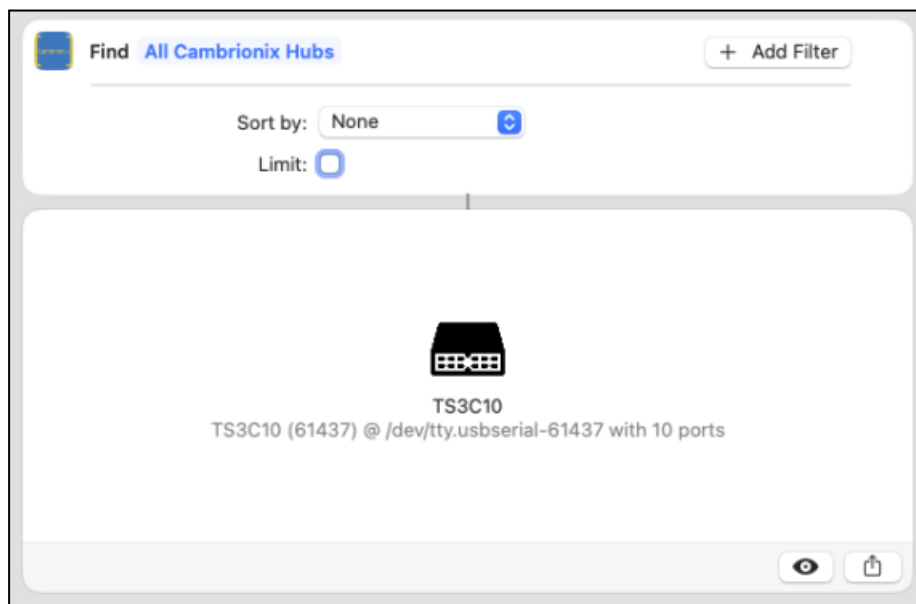 Find All Cambrionix Hubs
+ Add Filter
Sort by: None
Limit:
TS3C10
TS3C10 (61437) @ /dev/tty.usbserial-61437 with 10 ports